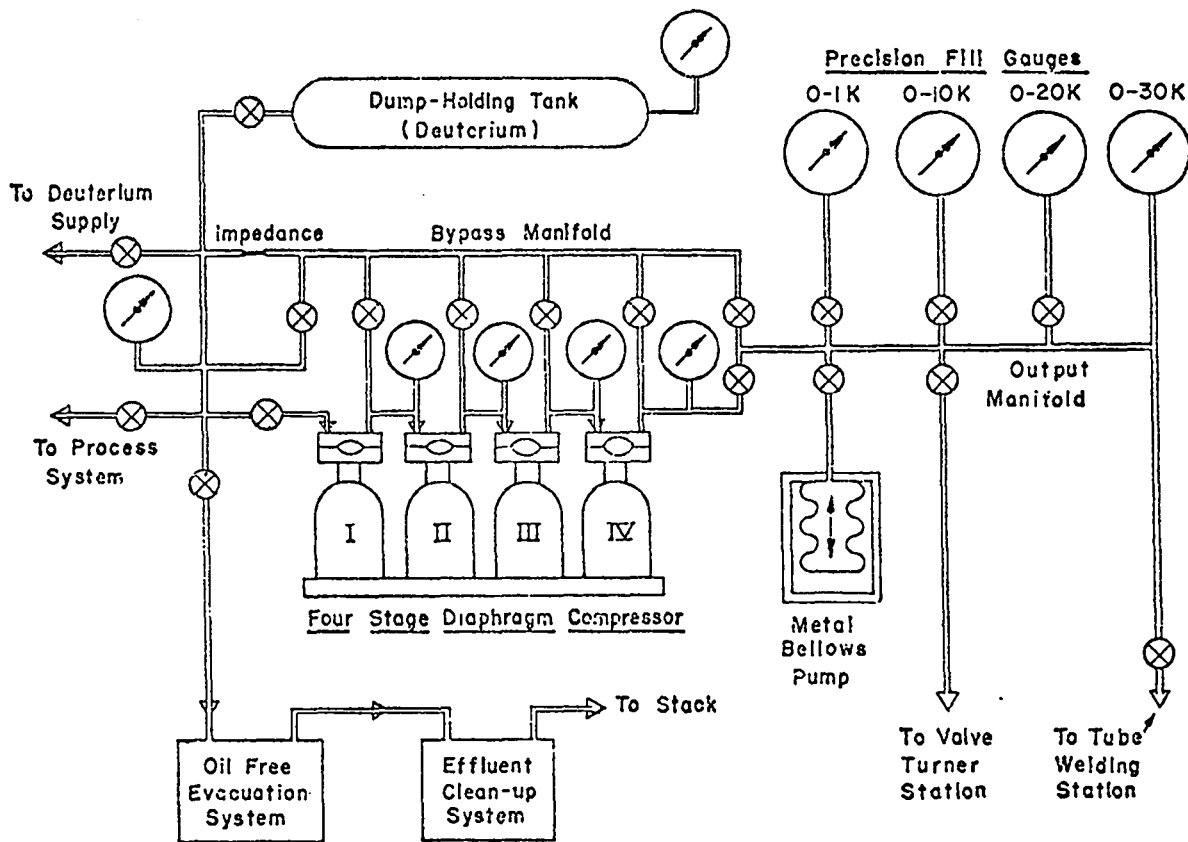 Precision Fill Gauges
0-1K 0-10K 0-20K 0-30K
Dump-Holding Tank
(Deuterium)
To Deuterium
Supply
Impedance
Bypass Manifold
Output
Manifold
To Process
System
I II III IV
Four Stage Diaphragm Compressor
Metal
Bellows
Pump
To Stack
Oil Free
Evacuation
System
Effluent
Clean-up
System
To Valve
Turner
Station
To Tube
Welding
Station